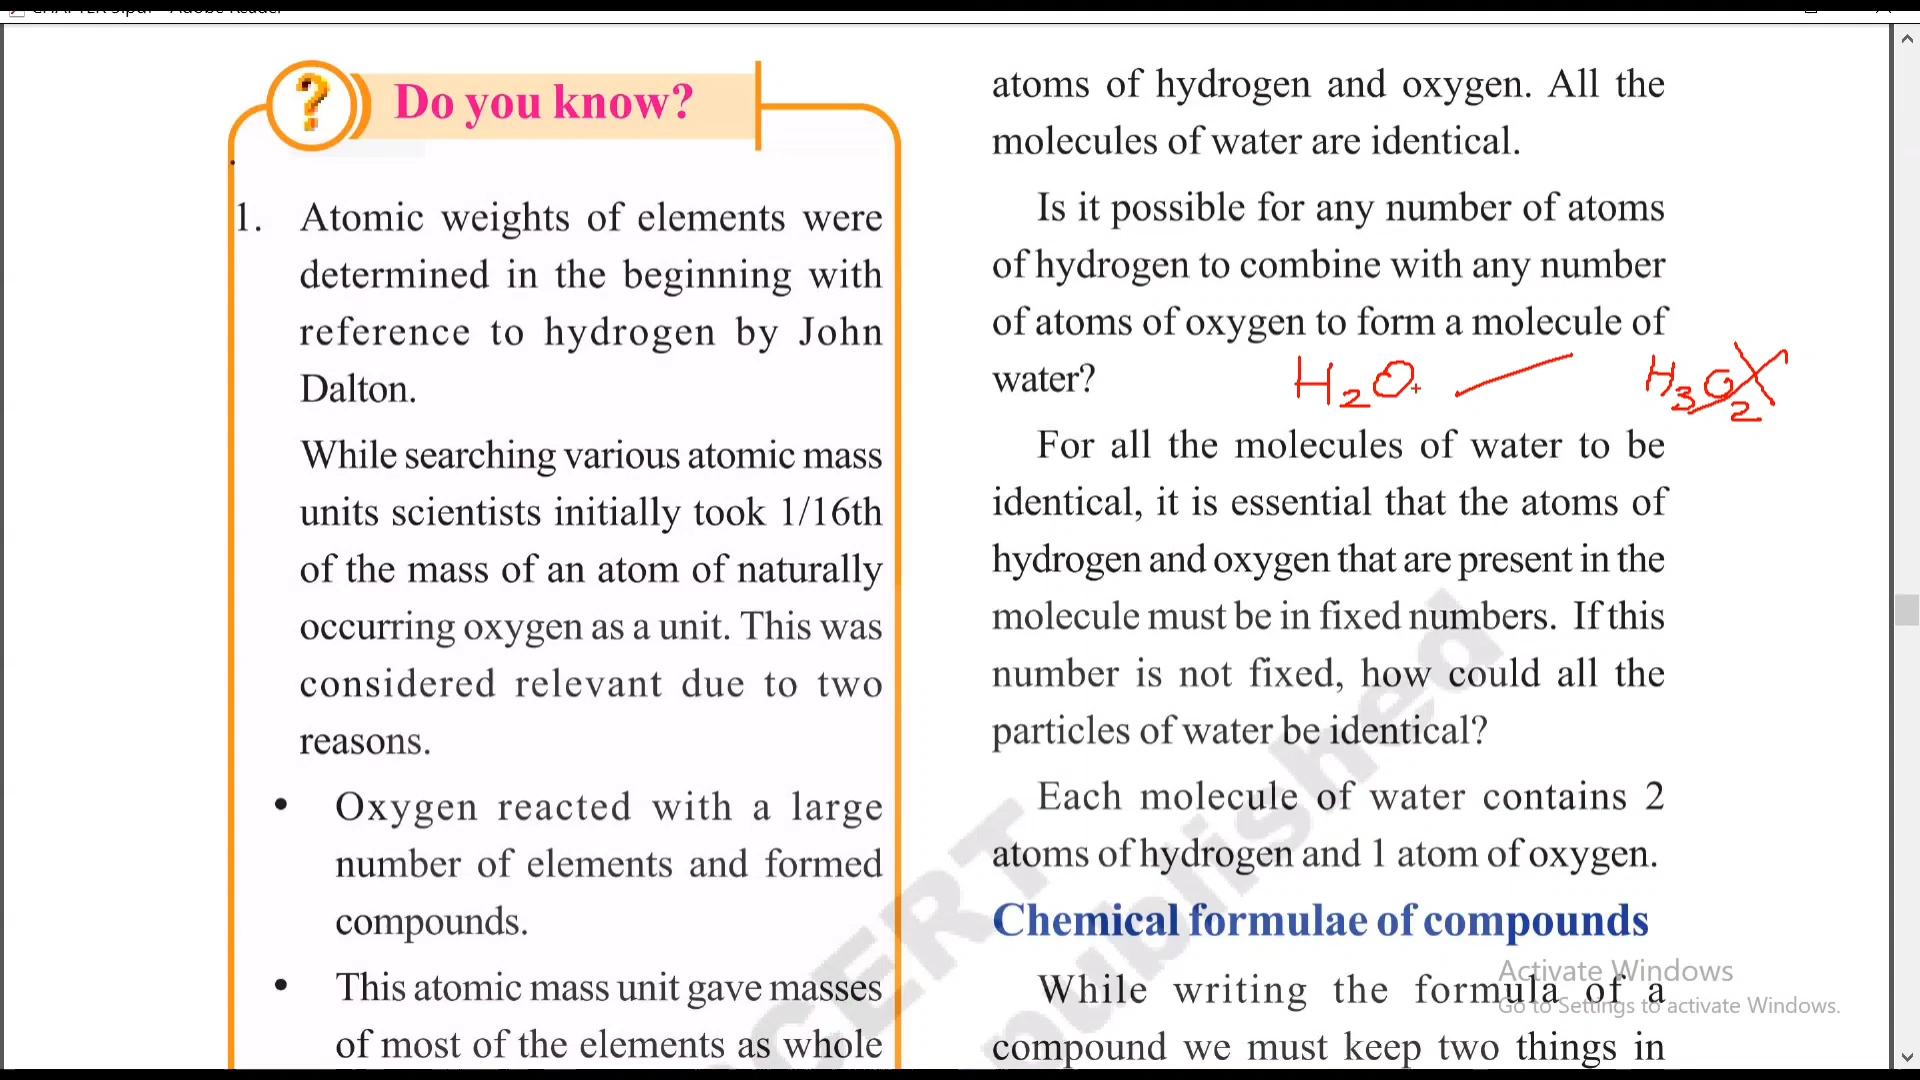 Do you know?
1. Atomic weights of elements were
determined in the beginning with
reference to hydrogen by John
Dalton.
While searching various atomic mass
units scientists initially took 1/16th
of the mass of an atom of naturally
occurring oxygen as a unit. This was
considered relevant due to two
reasons.
• Oxygen reacted with a large
number of elements and formed
compounds.
• This atomic mass unit gave masses
of most of the elements as whole
atoms of hydrogen and oxygen. All the
molecules of water are identical.
Is it possible for any number of atoms
of hydrogen to combine with any number
of atoms of oxygen to form a molecule of
water?
H2O
H3O2
For all the molecules of water to be
identical, it is essential that the atoms of
hydrogen and oxygen that are present in the
molecule must be in fixed numbers. If this
number is not fixed, how could all the
particles of water be identical?
Each molecule of water contains 2
atoms of hydrogen and 1 atom of oxygen.
Chemical formulae of compounds
While writing the formula of a
compound we must keep two things in
Activate Windows
Go to Settings to activate Windows.